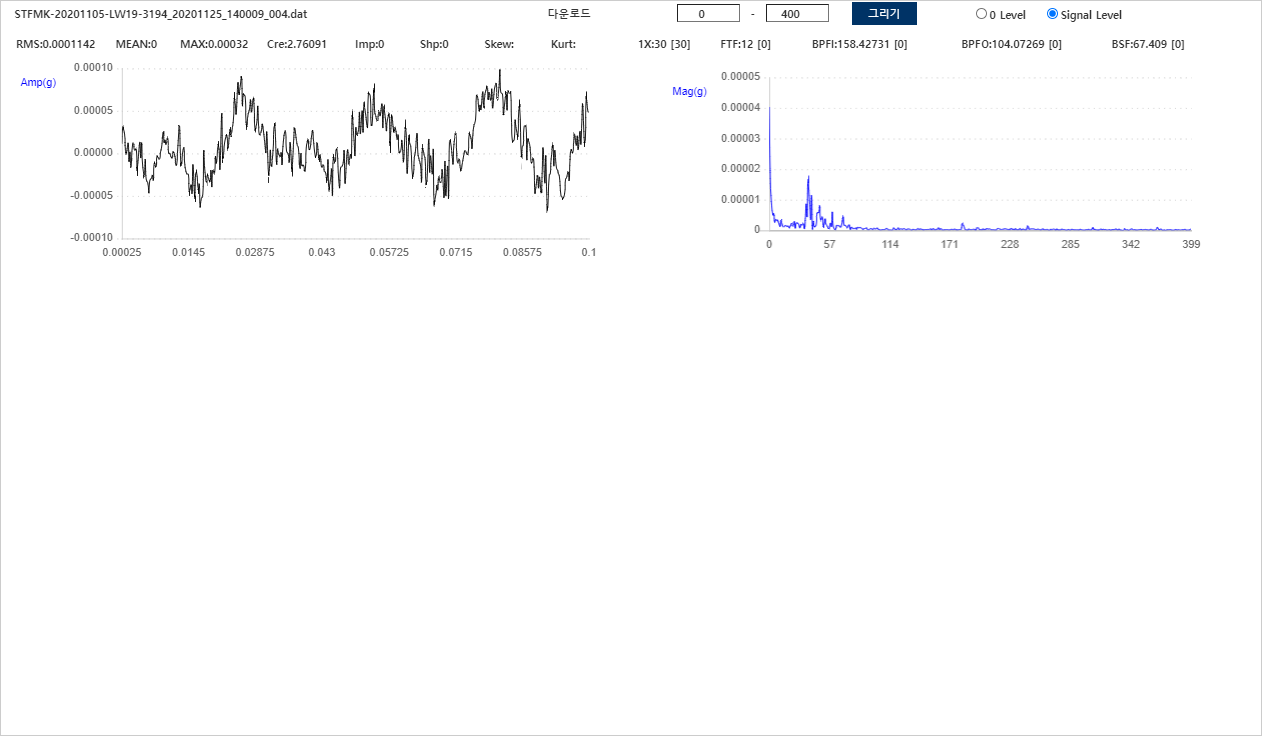 STFMK-20201105-LW19-3194_20201125_140009_004.dat 다운로드 0 - 400 그리기 0 Level Signal Level
RMS:0.0001142 MEAN:0 MAX:0.00032 Cre:2.76091 Imp:0 Shp:0 Skew: Kurt: 1X:30 [30] FTF:12 [0] BPFI:158.42731 [0] BPFO:104.07269 [0] BSF:67.409 [0]
Amp(g)
0.00010
0.00005
0.00000
-0.00005
-0.00010
0.00025 0.0145 0.02875 0.043 0.05725 0.0715 0.08575 0.1
Mag(g)
0.00005
0.00004
0.00003
0.00002
0.00001
0
0 57 114 171 228 285 342 399